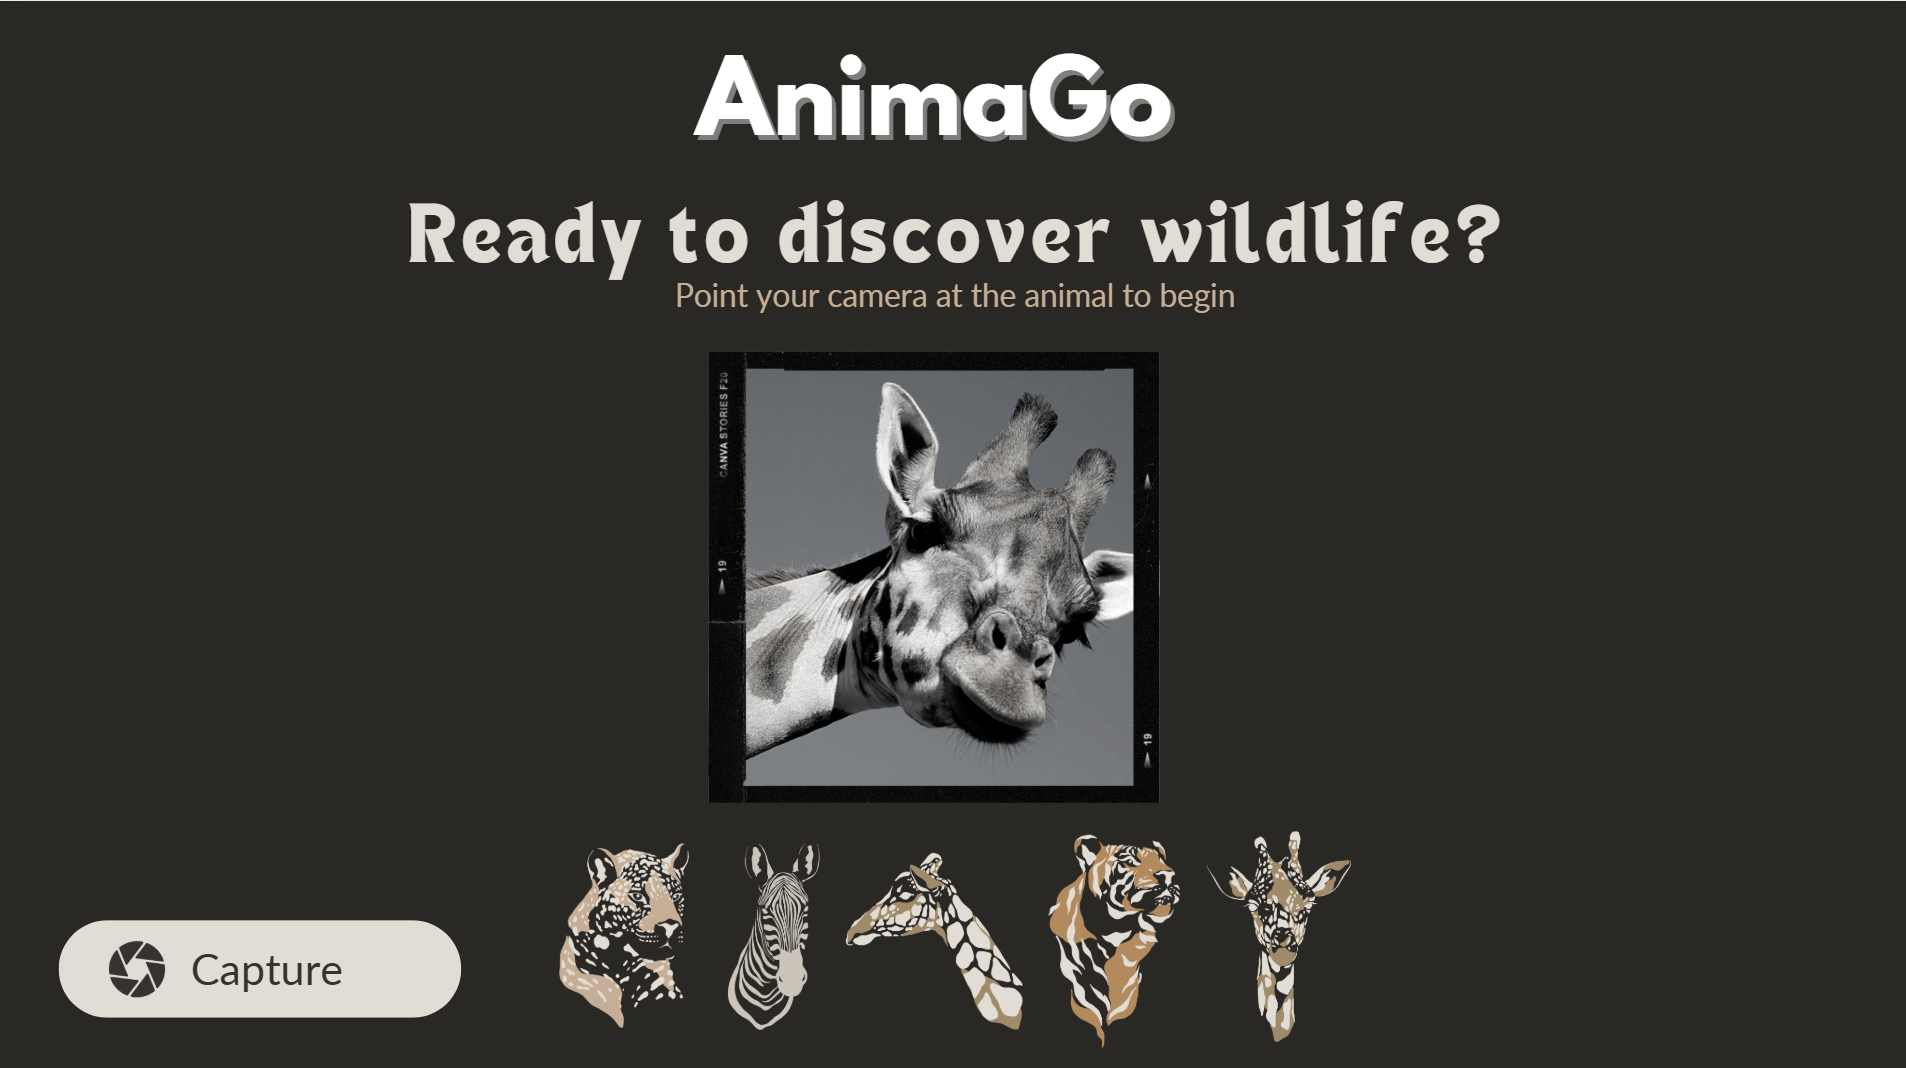 AnimaGo
Ready to discover wildlife?
Point your camera at the animal to begin
CANVA STORIES F20
19
19
Capture